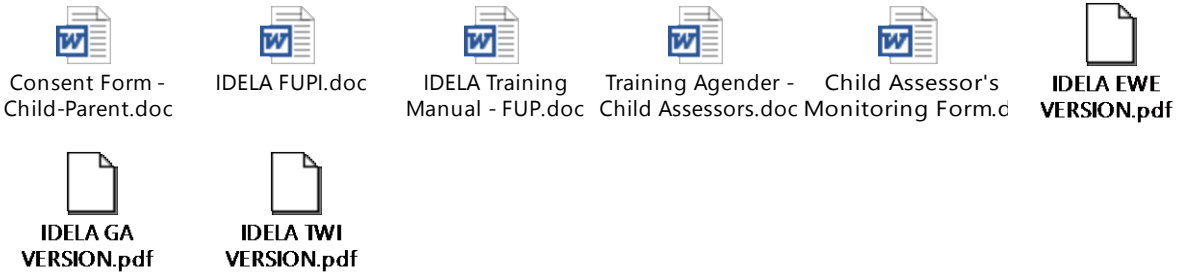 Consent Form -
Child-Parent.doc
IDELA FUPI.doc
IDELA Training
Manual - FUP.doc
Training Agender -
Child Assessors.doc
Child Assessor's
Monitoring Form.d
IDELA EWE
VERSION.pdf
IDELA GA
VERSION.pdf
IDELA TWI
VERSION.pdf